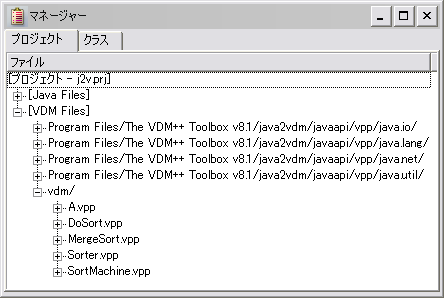 マネージャー
プロジェクト クラス
ファイル
[プロジェクト - j2v.prj]
[Java Files]
[VDM Files]
Program Files/The VDM++ Toolbox v8.1/java2vdm/javaapi/vpp/java.io/
Program Files/The VDM++ Toolbox v8.1/java2vdm/javaapi/vpp/java.lang/
Program Files/The VDM++ Toolbox v8.1/java2vdm/javaapi/vpp/java.net/
Program Files/The VDM++ Toolbox v8.1/java2vdm/javaapi/vpp/java.util/
vdm/
A.vpp
DoSort.vpp
MergeSort.vpp
Sorter.vpp
SortMachine.vpp